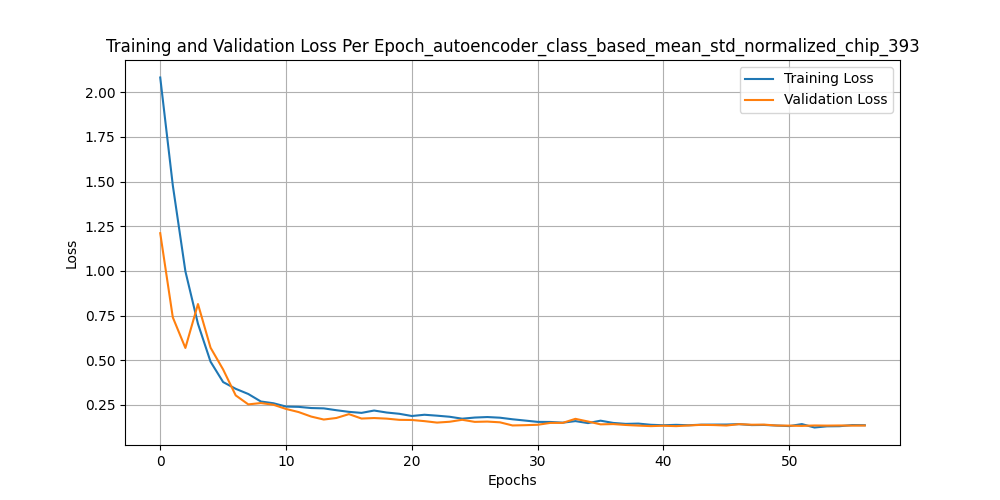 Training and Validation Loss Per Epoch_autoencoder_class_based_mean_std_normalized_chip_393
Training Loss
Validation Loss
2.00
1.75
1.50
1.25
1.00
0.75
0.50
0.25
Loss
0 10 20 30 40 50
Epochs